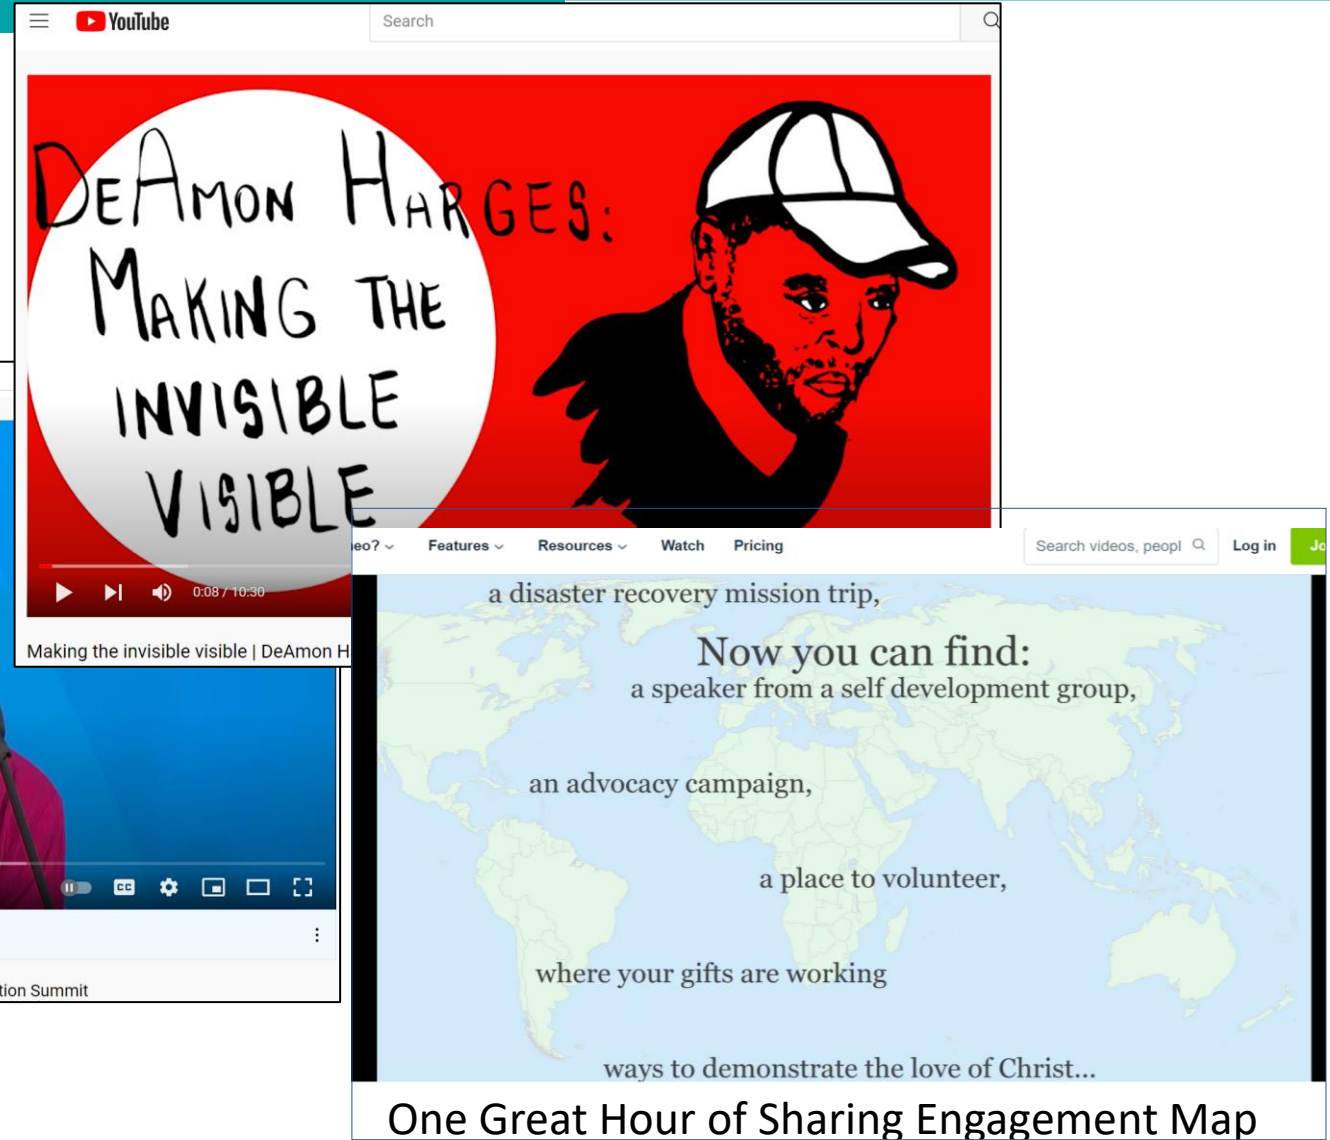 YouTube
Search
DEAMON HARGES:
MAKING THE
INVISIBLE
VISIBLE
0:08 / 10:30
Making the invisible visible | DeAmon H
CC
tion Summit
eo?
Features
Resources
Watch
Pricing
Search videos, peopl
Log in
Jo
a disaster recovery mission trip,
Now you can find:
a speaker from a self development group,
an advocacy campaign,
a place to volunteer,
where your gifts are working
ways to demonstrate the love of Christ...
One Great Hour of Sharing Engagement Map